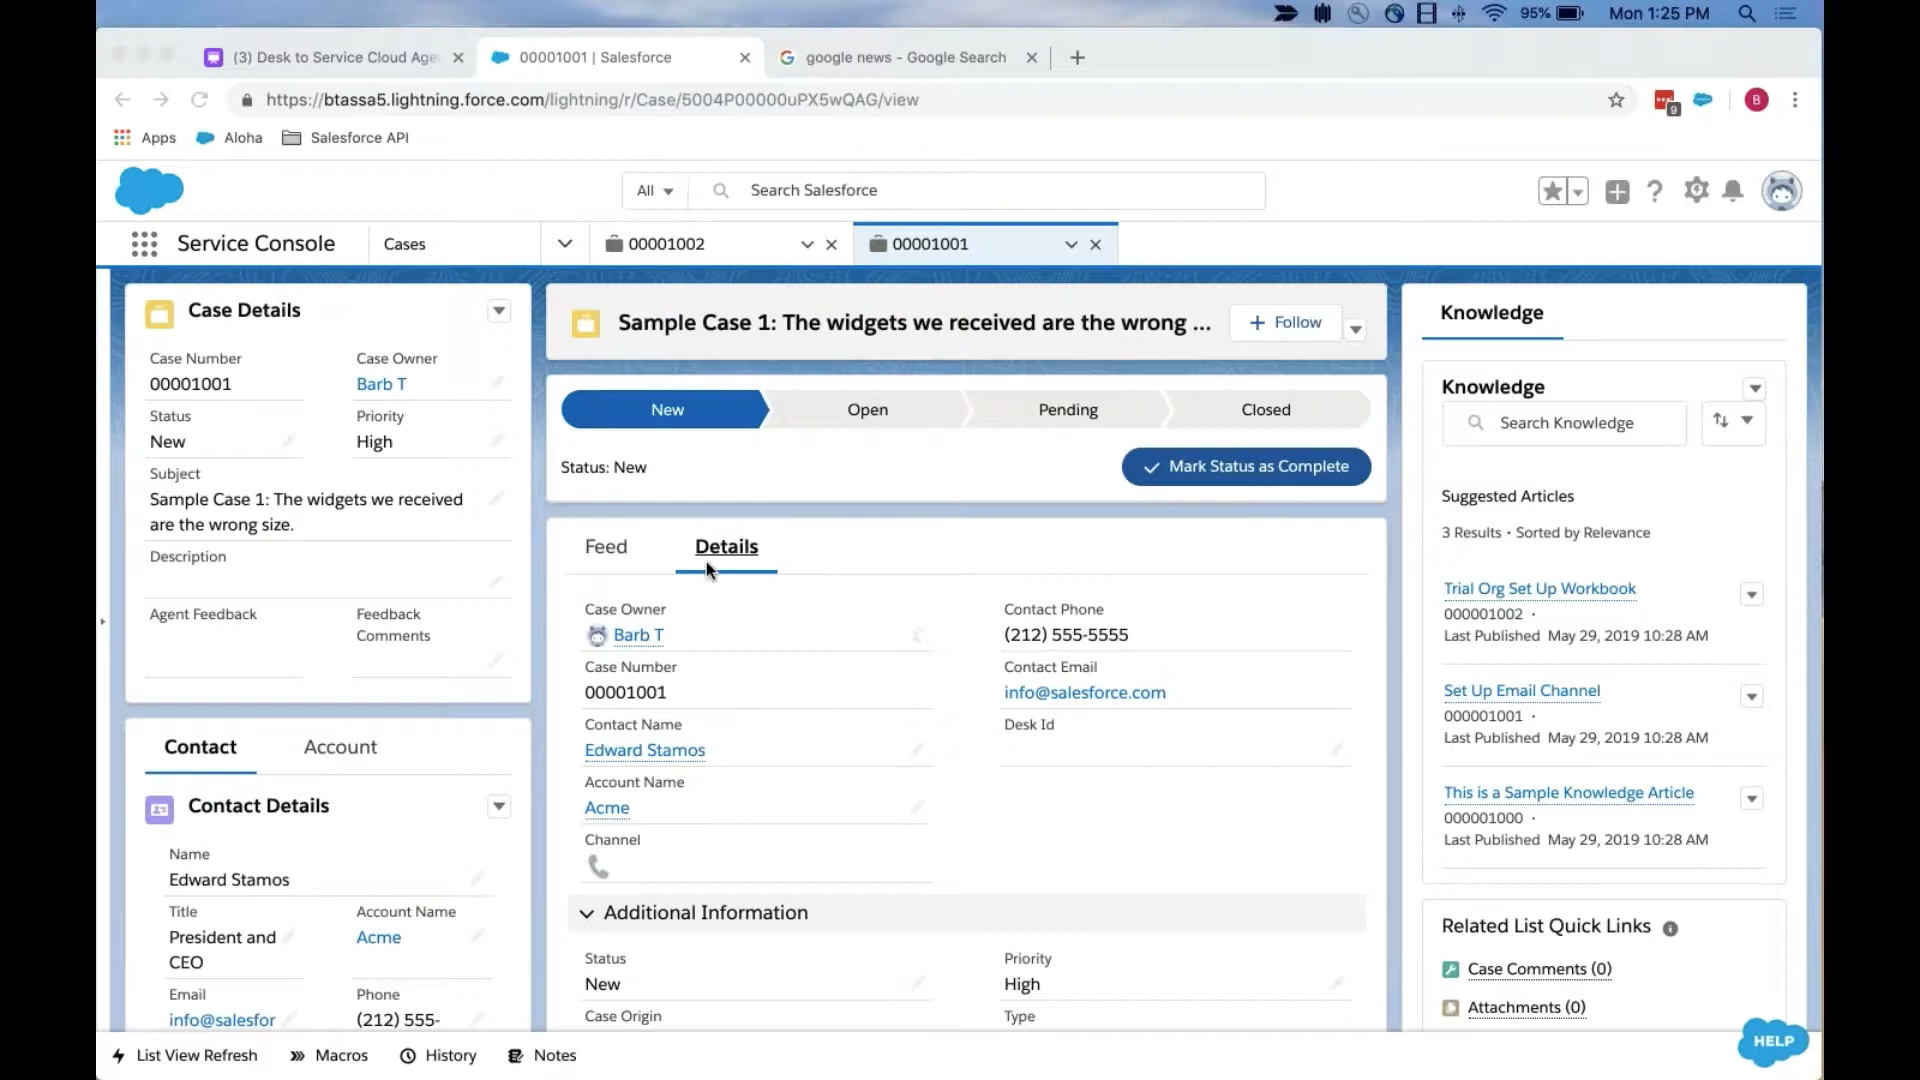 95% Mon 1:25 PM
(3) Desk to Service Cloud Age
00001001 | Salesforce
google news - Google Search
https://btassa5.lightning.force.com/lightning/r/Case/5004P00000uPX5wQAG/view
9
B
Apps
Aloha
Salesforce API
All
Search Salesforce
Service Console
Cases
00001002
00001001
Case Details
Case Number
00001001
Case Owner
Barb T
Status
New
Priority
High
Subject
Sample Case 1: The widgets we received
are the wrong size.
Description
Agent Feedback
Feedback
Comments
Contact
Account
Contact Details
Name
Edward Stamos
Title
President and
CEO
Account Name
Acme
Email
info@salesfor
Phone
(212) 555-
Sample Case 1: The widgets we received are the wrong ...
Follow
New
Open
Pending
Closed
Status: New
Mark Status as Complete
Feed
Details
Case Owner
Barb T
Contact Phone
(212) 555-5555
Case Number
00001001
Contact Email
info@salesforce.com
Contact Name
Edward Stamos
Desk Id
Account Name
Acme
Channel
Additional Information
Status
New
Priority
High
Case Origin
Type
Knowledge
Knowledge
Search Knowledge
Suggested Articles
3 Results • Sorted by Relevance
Trial Org Set Up Workbook
000001002 ·
Last Published May 29, 2019 10:28 AM
Set Up Email Channel
000001001 ·
Last Published May 29, 2019 10:28 AM
This is a Sample Knowledge Article
000001000 ·
Last Published May 29, 2019 10:28 AM
Related List Quick Links
Case Comments (0)
Attachments (0)
HELP
List View Refresh
Macros
History
Notes